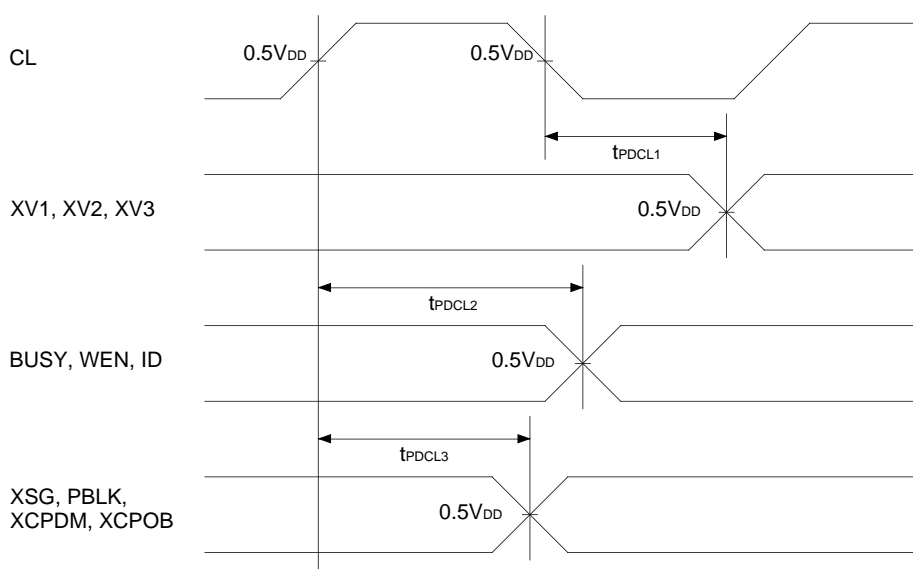 CL
0.5VDD
0.5VDD
tPDCL1
XV1, XV2, XV3
0.5VDD
tPDCL2
BUSY, WEN, ID
0.5VDD
tPDCL3
XSG, PBLK,
XCPDM, XCPOB
0.5VDD